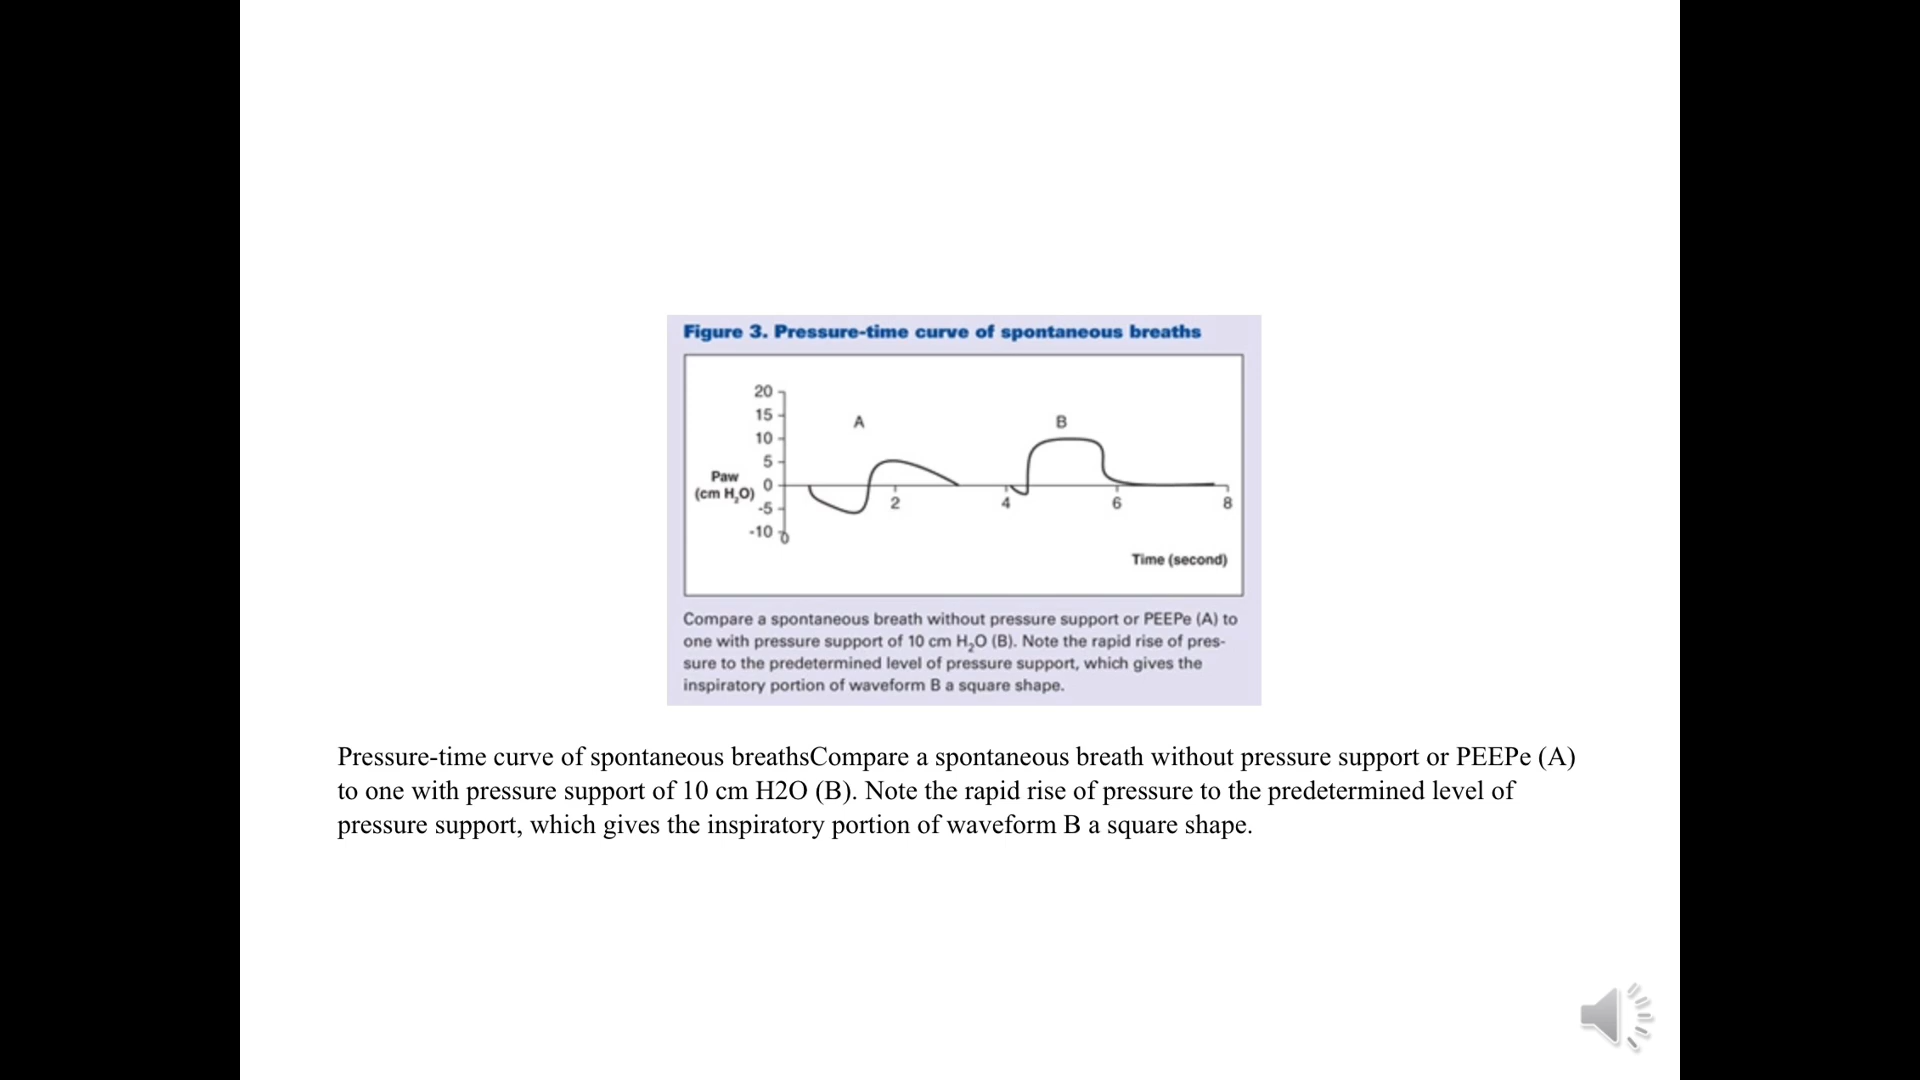 Figure 3. Pressure-time curve of spontaneous breaths
20
15
A
B
10
5
Paw
(cm H₂O)
0
-5
-10
0
2
4
6
8
Time (second)
Compare a spontaneous breath without pressure support or PEEPe (A) to
one with pressure support of 10 cm H₂O (B). Note the rapid rise of pres-
sure to the predetermined level of pressure support, which gives the
inspiratory portion of waveform B a square shape.
Pressure-time curve of spontaneous breathsCompare a spontaneous breath without pressure support or PEEPe (A)
to one with pressure support of 10 cm H2O (B). Note the rapid rise of pressure to the predetermined level of
pressure support, which gives the inspiratory portion of waveform B a square shape.